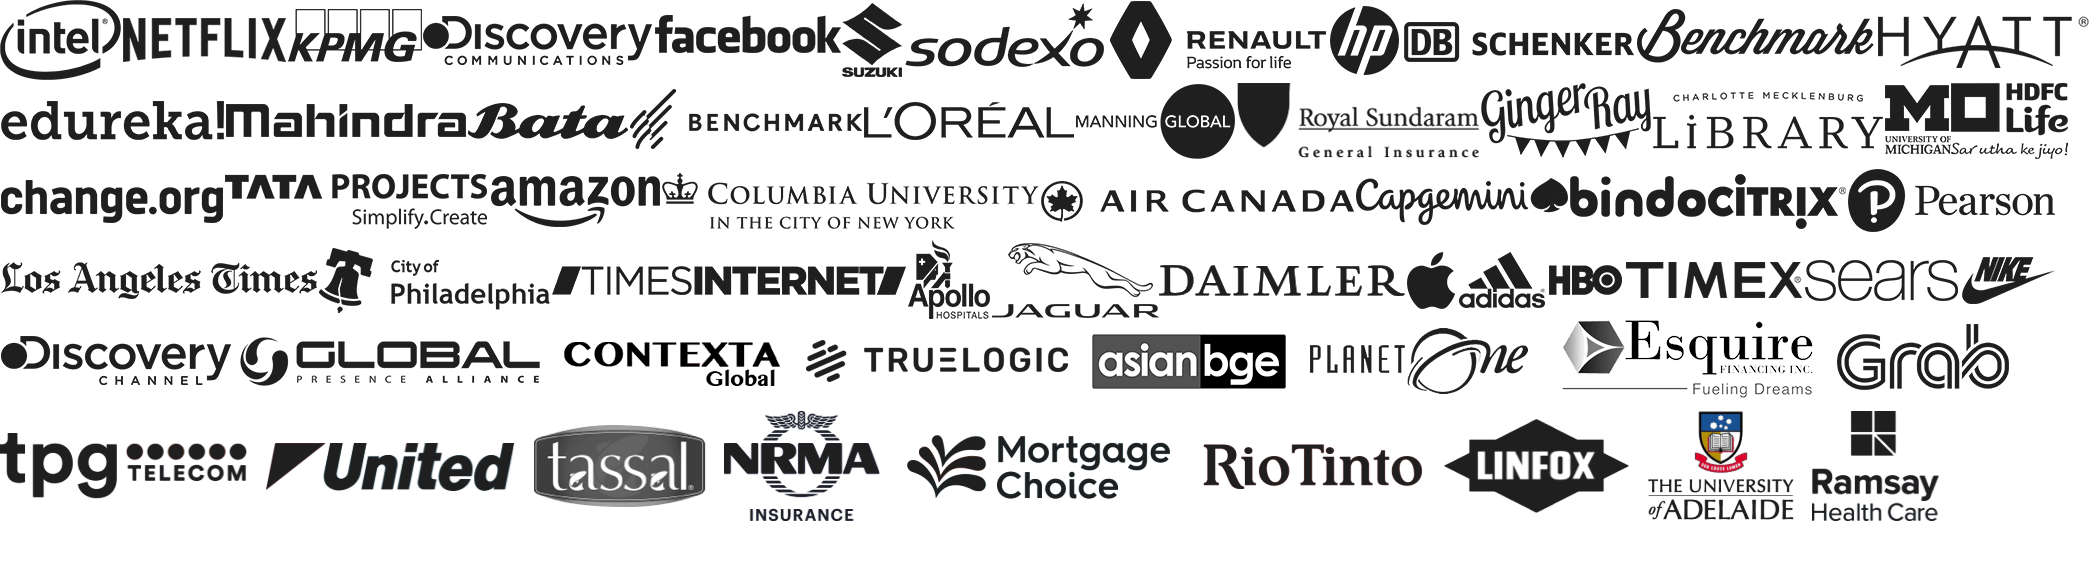 intel® NETFLIX KPMG Discovery COMMUNICATIONS facebook SUZUKI sodexo RENAULT Passion for life hp DB SCHENKER Benchmark HYATT®
edureka! Mahindra Bata BENCHMARK L'ORÉAL MANNING GLOBAL Royal Sundaram General Insurance Ginger Ray CHARLOTTE MECKLENBURG LiBRARY MO UNIVERSITY OF MICHIGAN HDFC Life Sar utha ke jiyo!
change.org TATA PROJECTS Simplify.Create amazon COLUMBIA UNIVERSITY IN THE CITY OF NEW YORK AIR CANADA Capgemini bindo CiTRIX® Pearson
Los Angeles Times City of Philadelphia TIMES INTERNET Apollo HOSPITALS JAGUAR DAIMLER adidas® HBO TIMEX® sears NIKE
Discovery CHANNEL GLOBAL PRESENCE ALLIANCE CONTEXTA Global TRUELOGIC asianbge PLANET One Esquire FINANCING INC. Fueling Dreams Grab
tpg TELECOM United tassal® NRMA INSURANCE Mortgage Choice RioTinto LINFOX THE UNIVERSITY of ADELAIDE Ramsay Health Care